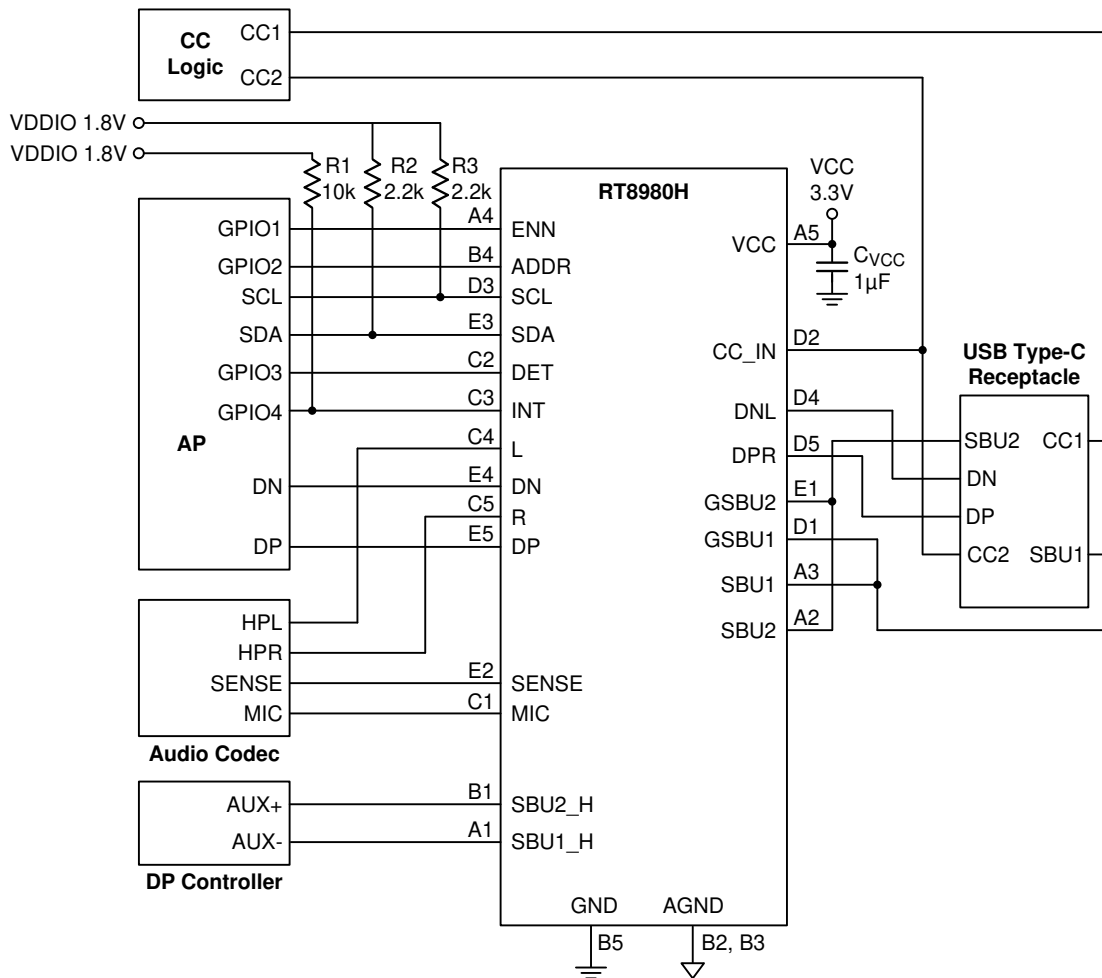 CC Logic
CC1
CC2
VDDIO 1.8V
VDDIO 1.8V
R1
10k
R2
2.2k
R3
2.2k
AP
GPIO1
GPIO2
SCL
SDA
GPIO3
GPIO4
DN
DP
A4
B4
D3
E3
C2
C3
C4
E4
C5
E5
RT8980H
ENN
ADDR
SCL
SDA
DET
INT
L
DN
R
DP
SENSE
MIC
SBU2_H
SBU1_H
VCC
CC_IN
DNL
DPR
GSBU2
GSBU1
SBU1
SBU2
GND
AGND
A5
D2
D4
D5
E1
D1
A3
A2
VCC
3.3V
CVCC
1µF
USB Type-C
Receptacle
SBU2
DN
DP
CC2
CC1
SBU1
HPL
HPR
SENSE
MIC
E2
C1
Audio Codec
AUX+
AUX-
B1
A1
DP Controller
B5
B2, B3